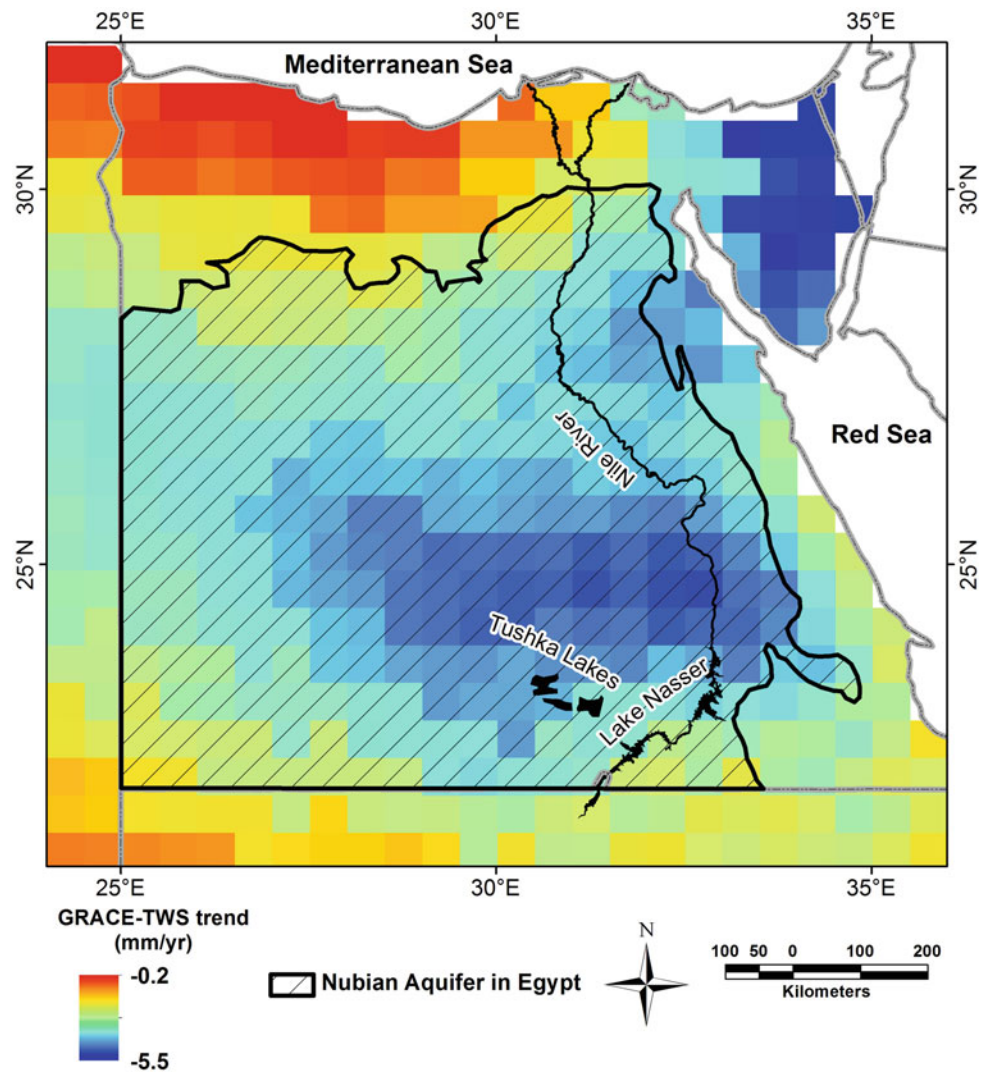 25°E 30°E 35°E
Mediterranean Sea
30°N 30°N
Red Sea
Nile River
25°N 25°N
Tushka Lakes
Lake Nasser
25°E 30°E 35°E
GRACE-TWS trend
(mm/yr)
-0.2
-5.5
Nubian Aquifer in Egypt
N
100 50 0 100 200
Kilometers